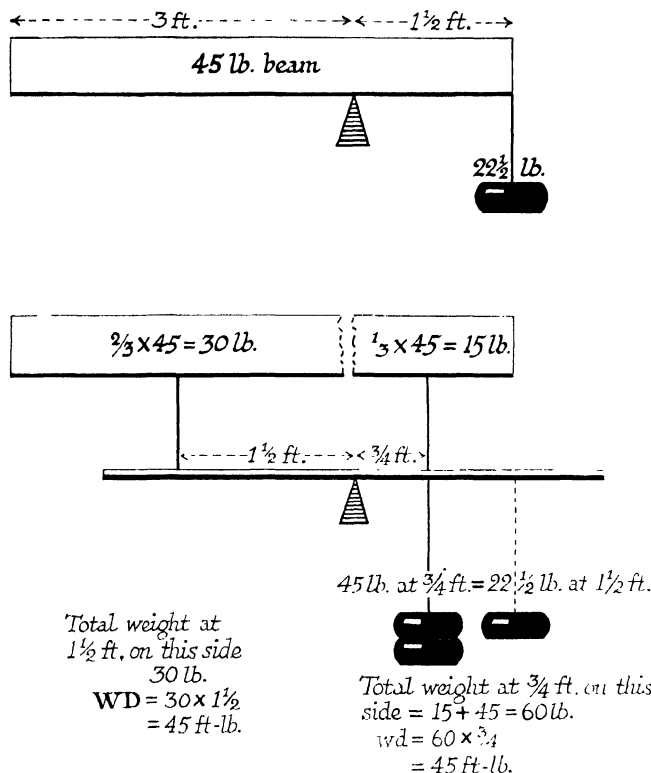 3 ft. 1½ ft.
45 lb. beam
22½ lb.
⅔ × 45 = 30 lb. ⅓ × 45 = 15 lb.
1½ ft. ¾ ft.
45 lb. at ¾ ft. = 22½ lb. at 1½ ft.
Total weight at
1½ ft, on this side
30 lb.
WD = 30 × 1½
= 45 ft-lb.
Total weight at ¾ ft. on this
side = 15 + 45 = 60 lb.
wd = 60 × ¾
= 45 ft-lb.